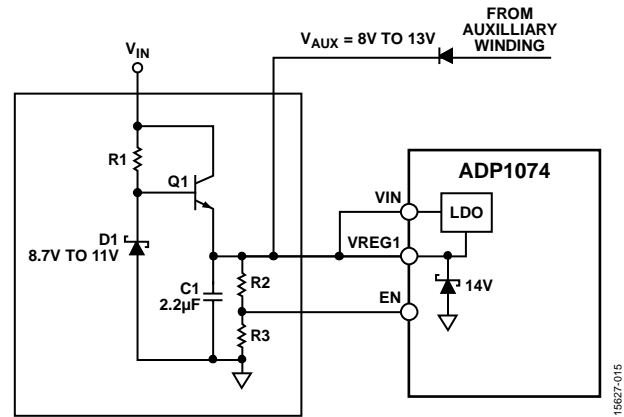 FROM
AUXILLIARY
WINDING
VAUX = 8V TO 13V
VIN
R1
Q1
D1
8.7V TO 11V
C1
2.2µF
R2
R3
ADP1074
VIN
LDO
VREG1
14V
EN
15627-015